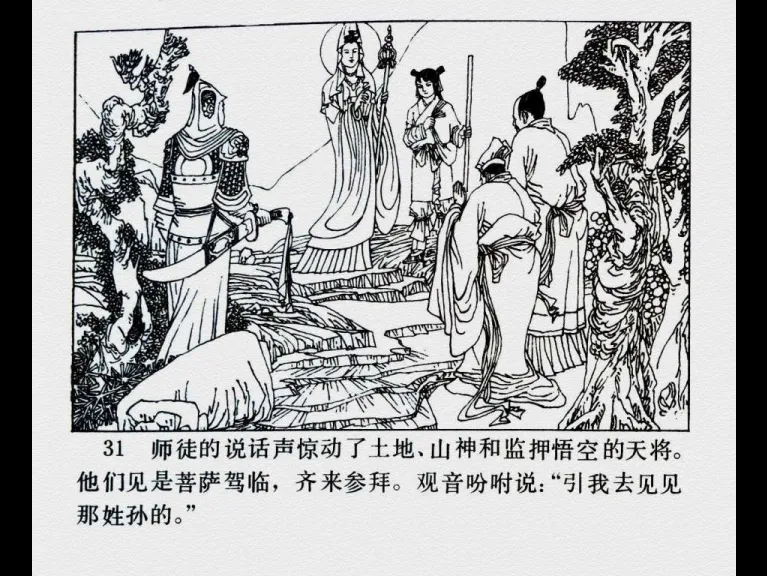 31 师徒的说话声惊动了土地、山神和监押悟空的天将。
他们见是菩萨驾临，齐来参拜。观音吩咐说：“引我去见见
那姓孙的。”